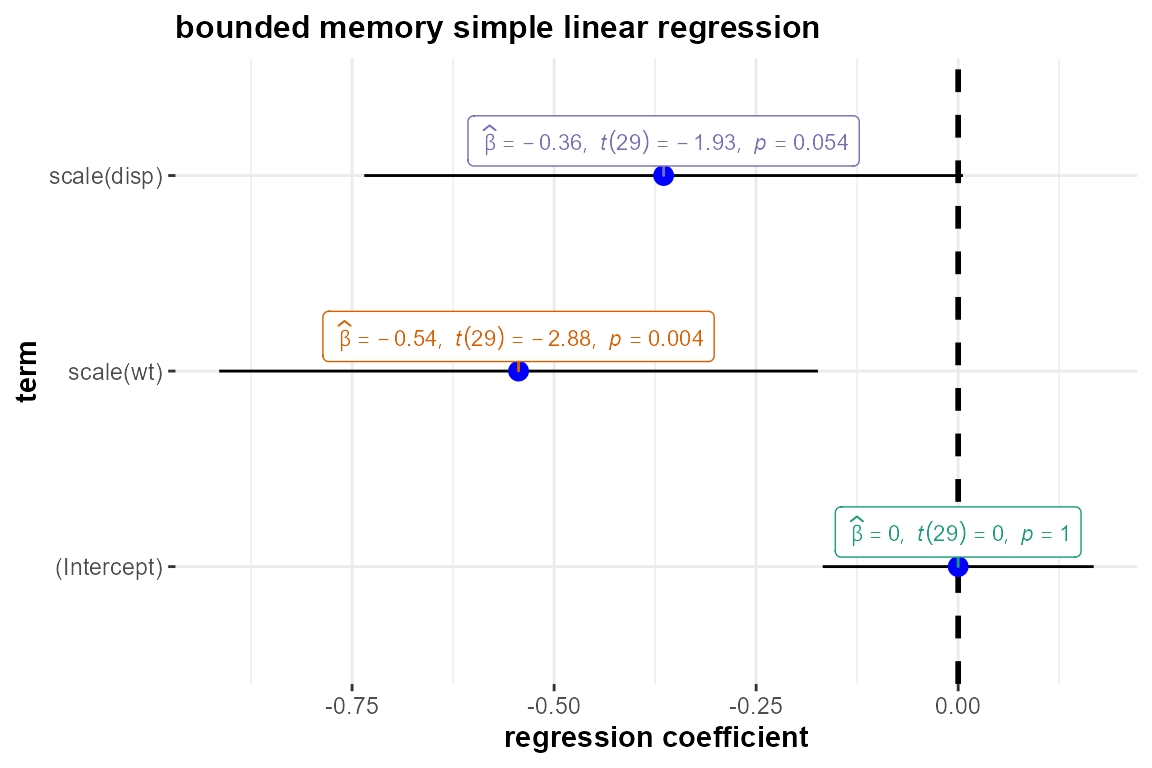 bounded memory simple linear regression
β̂ = − 0.36, t(29) = − 1.93, p = 0.054
scale(disp)
β̂ = − 0.54, t(29) = − 2.88, p = 0.004
scale(wt)
term
β̂ = 0, t(29) = 0, p = 1
(Intercept)
-0.75 -0.50 -0.25 0.00
regression coefficient